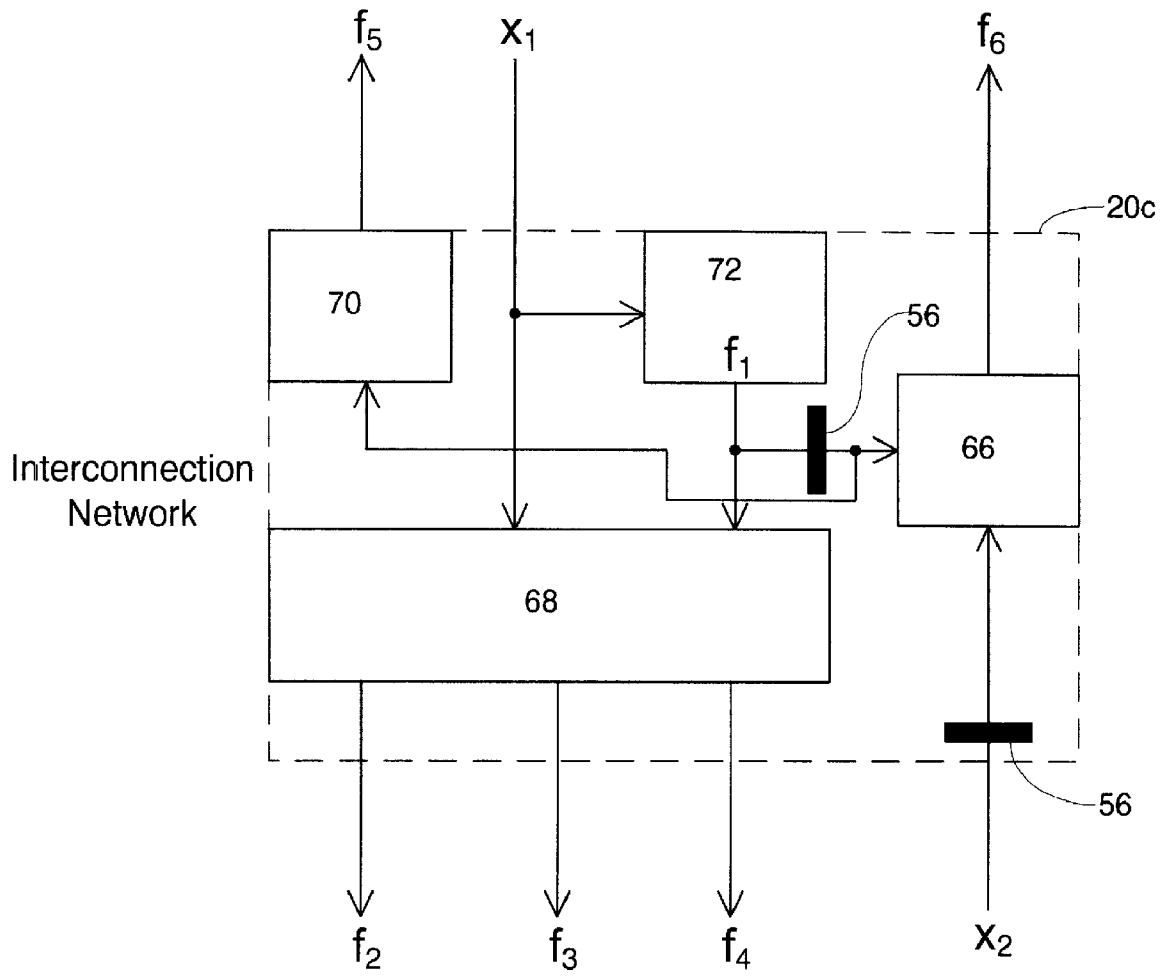 f₅
x₁
f₆
20c
70
72
56
f₁
66
Interconnection
Network
68
56
f₂
f₃
f₄
x₂